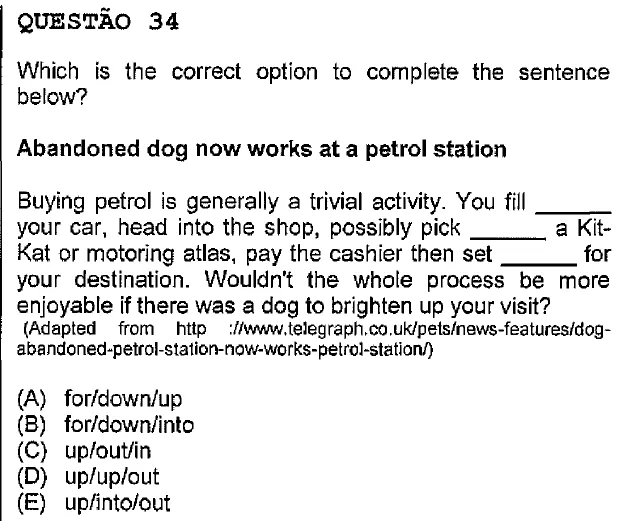 QUESTÃO 34
Which is the correct option to complete the sentence
below?
Abandoned dog now works at a petrol station
Buying petrol is generally a trivial activity. You fill ______
your car, head into the shop, possibly pick ______ a Kit-
Kat or motoring atlas, pay the cashier then set ______ for
your destination. Wouldn't the whole process be more
enjoyable if there was a dog to brighten up your visit?
(Adapted from http ://www.telegraph.co.uk/pets/news-features/dog-
abandoned-petrol-station-now-works-petrol-station/)
(A) for/down/up
(B) for/down/into
(C) up/out/in
(D) up/up/out
(E) up/into/out